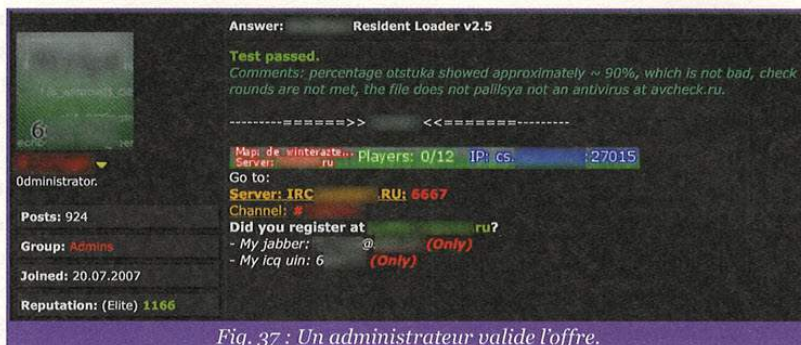 Answer: Resident Loader v2.5
Test passed.
Comments: percentage otstuka showed approximately ~ 90%, which is not bad, check
rounds are not met, the file does not palilsya not an antivirus at avcheck.ru.
---------======>> <<=======---------
Map: de winterazte...
Server: ru
Players: 0/12 IP: cs. :27015
Go to:
Server: IRC .RU: 6667
Channel: #
Did you register at ru?
- My jabber: @ (Only)
- My icq uin: 6 (Only)
6
0dministrator.
Posts: 924
Group: Admins
Joined: 20.07.2007
Reputation: (Elite) 1166
Fig. 37 : Un administrateur valide l'offre.